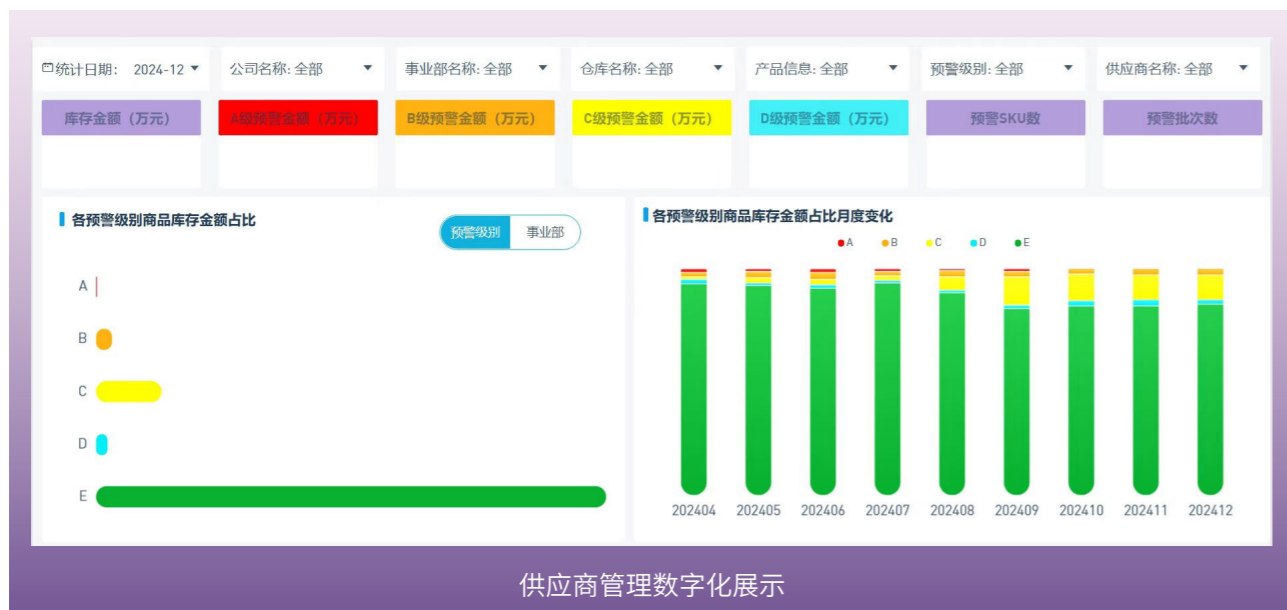 统计日期: 2024-12
公司名称: 全部
事业部名称: 全部
仓库名称: 全部
产品信息: 全部
预警级别: 全部
供应商名称: 全部
库存金额（万元）
A级预警金额（万元）
B级预警金额（万元）
C级预警金额（万元）
D级预警金额（万元）
预警SKU数
预警批次数
各预警级别商品库存金额占比
预警级别 事业部
A
B
C
D
E
各预警级别商品库存金额占比月度变化
A B C D E
202404 202405 202406 202407 202408 202409 202410 202411 202412
供应商管理数字化展示